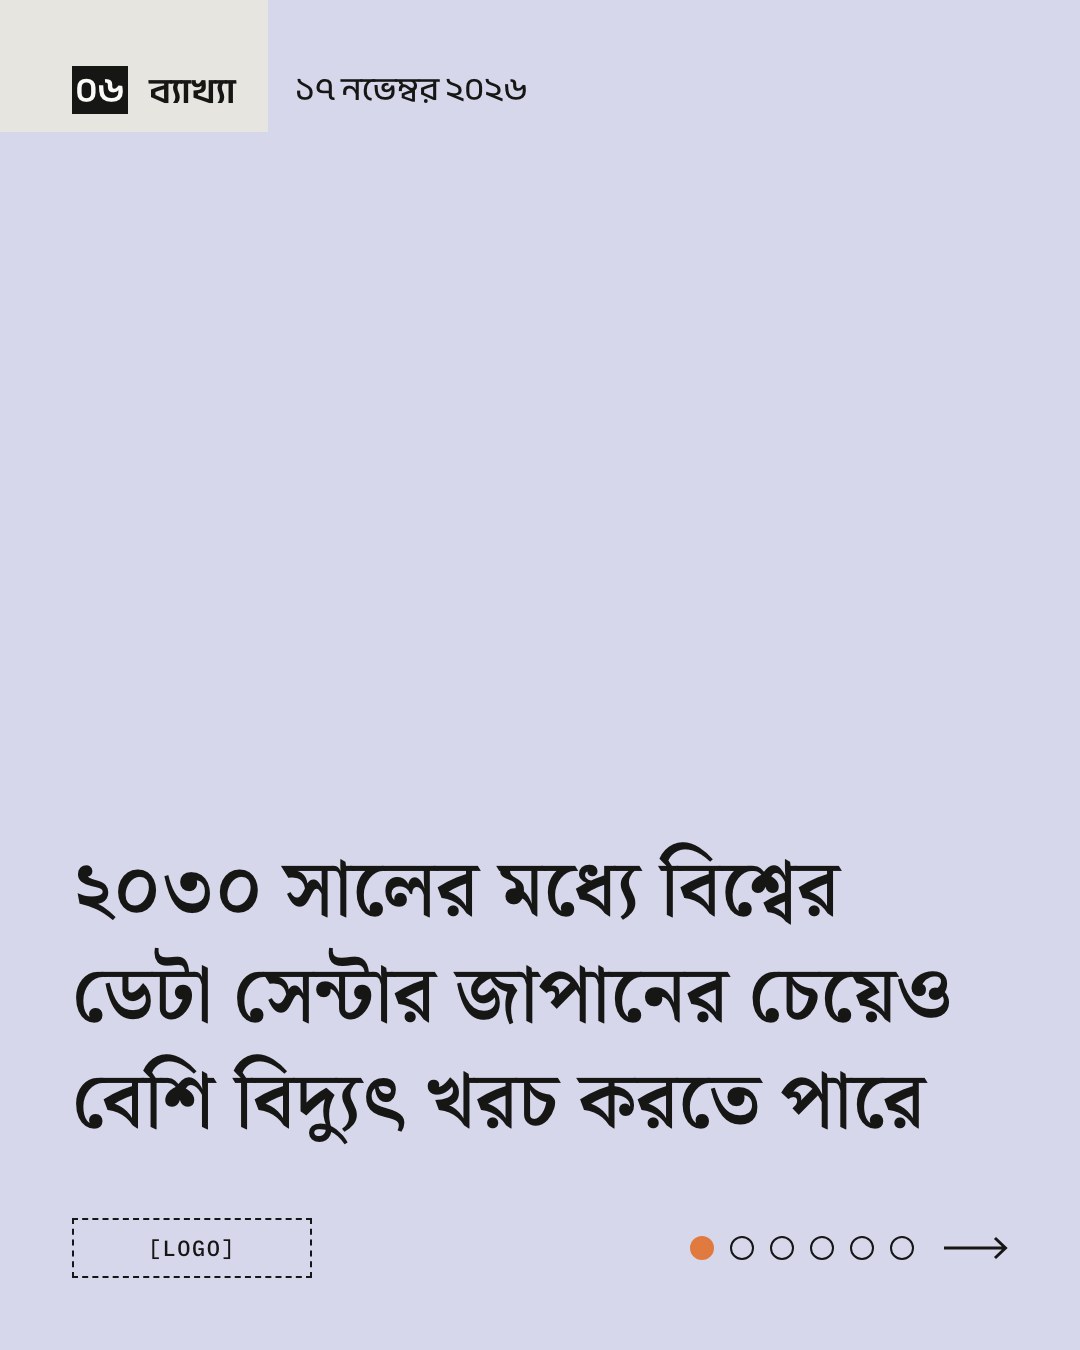 ০৬ ব্যাখ্যা ১৭ নভেম্বর ২০২৬
২০৩০ সালের মধ্যে বিশ্বের
ডেটা সেন্টার জাপানের চেয়েও
বেশি বিদ্যুৎ খরচ করতে পারে
[LOGO]